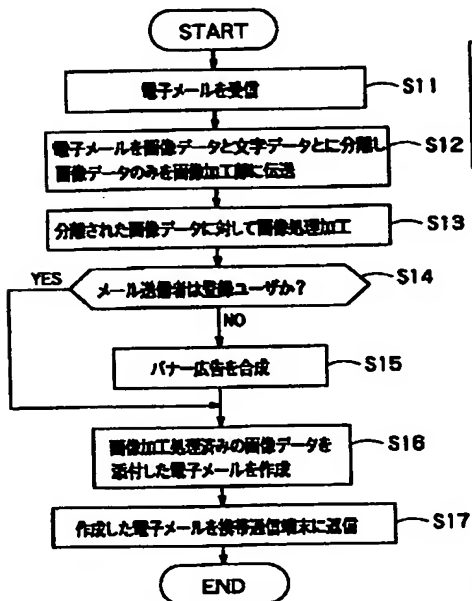 START
電子メールを受信
S11
電子メールを画像データと文字データとに分離し
画像データのみを画像加工部に伝送
S12
分離された画像データに対して画像処理加工
S13
メール送信者は登録ユーザか?
S14
YES
NO
バナー広告を合成
S15
画像加工処理済みの画像データを
添付した電子メールを作成
S16
作成した電子メールを携帯通信端末に返信
S17
END